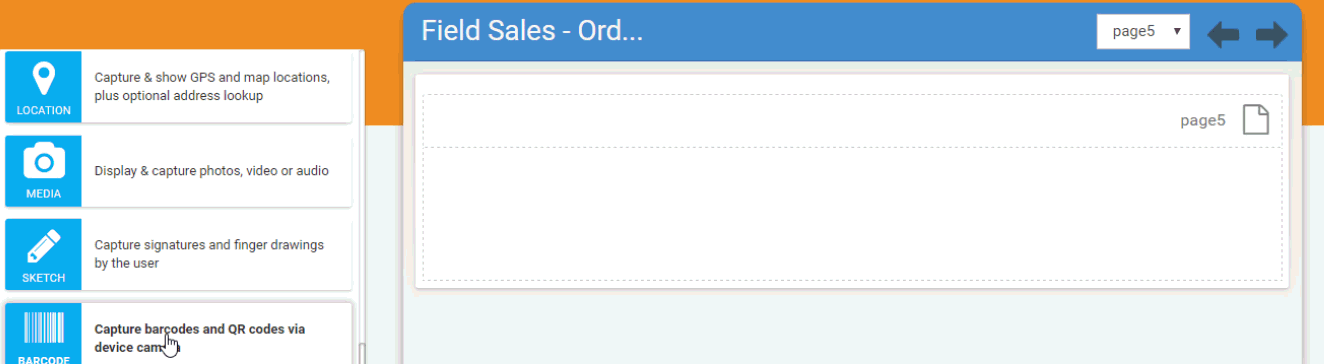 LOCATION
Capture & show GPS and map locations,
plus optional address lookup
MEDIA
Display & capture photos, video or audio
SKETCH
Capture signatures and finger drawings
by the user
BARCODE
Capture barcodes and QR codes via
device
Field Sales - Ord...
page5
page5